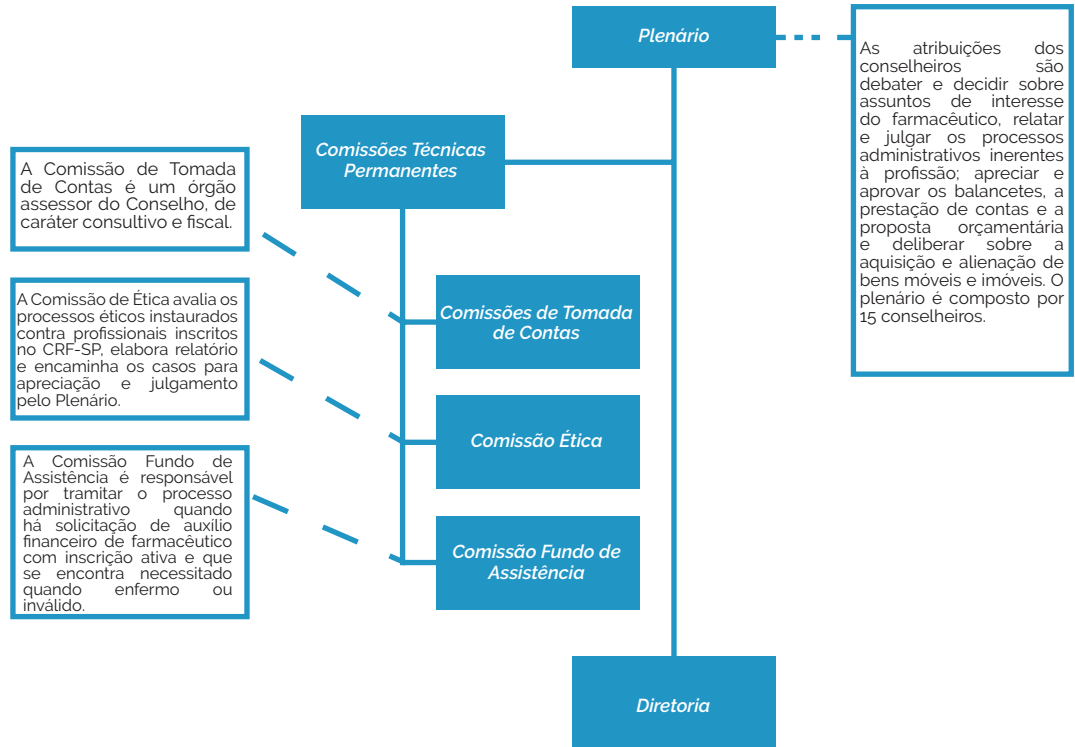 Plenário
As atribuições dos
conselheiros são
debater e decidir sobre
assuntos de interesse
do farmacêutico, relatar
e julgar os processos
administrativos inerentes
à profissão; apreciar e
aprovar os balancetes, a
prestação de contas e a
proposta orçamentária
e deliberar sobre a
aquisição e alienação de
bens móveis e imóveis. O
plenário é composto por
15 conselheiros.
Comissões Técnicas
Permanentes
A Comissão de Tomada
de Contas é um órgão
assessor do Conselho, de
caráter consultivo e fiscal.
Comissões de Tomada
de Contas
A Comissão de Ética avalia os
processos éticos instaurados
contra profissionais inscritos
no CRF-SP, elabora relatório
e encaminha os casos para
apreciação e julgamento
pelo Plenário.
Comissão Ética
A Comissão Fundo de
Assistência é responsável
por tramitar o processo
administrativo quando
há solicitação de auxílio
financeiro de farmacêutico
com inscrição ativa e que
se encontra necessitado
quando enfermo ou
inválido.
Comissão Fundo de
Assistência
Diretoria